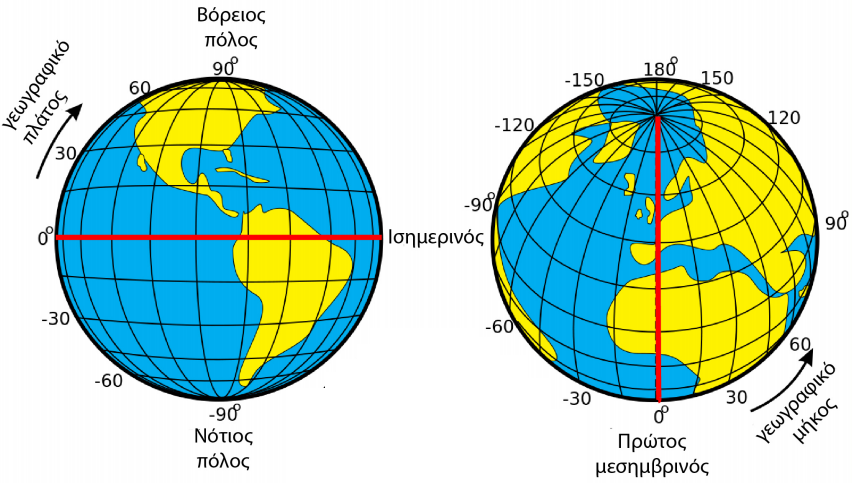 Βόρειος
πόλος
90°
60
γεωγραφικό
πλάτος
30
0°
Ισημερινός
-30
-60
-90°
Νότιος
πόλος
180°
-150
150
-120
120
-90°
90°
-60
60
-30
30
0°
γεωγραφικό
μήκος
Πρώτος
μεσημβρινός